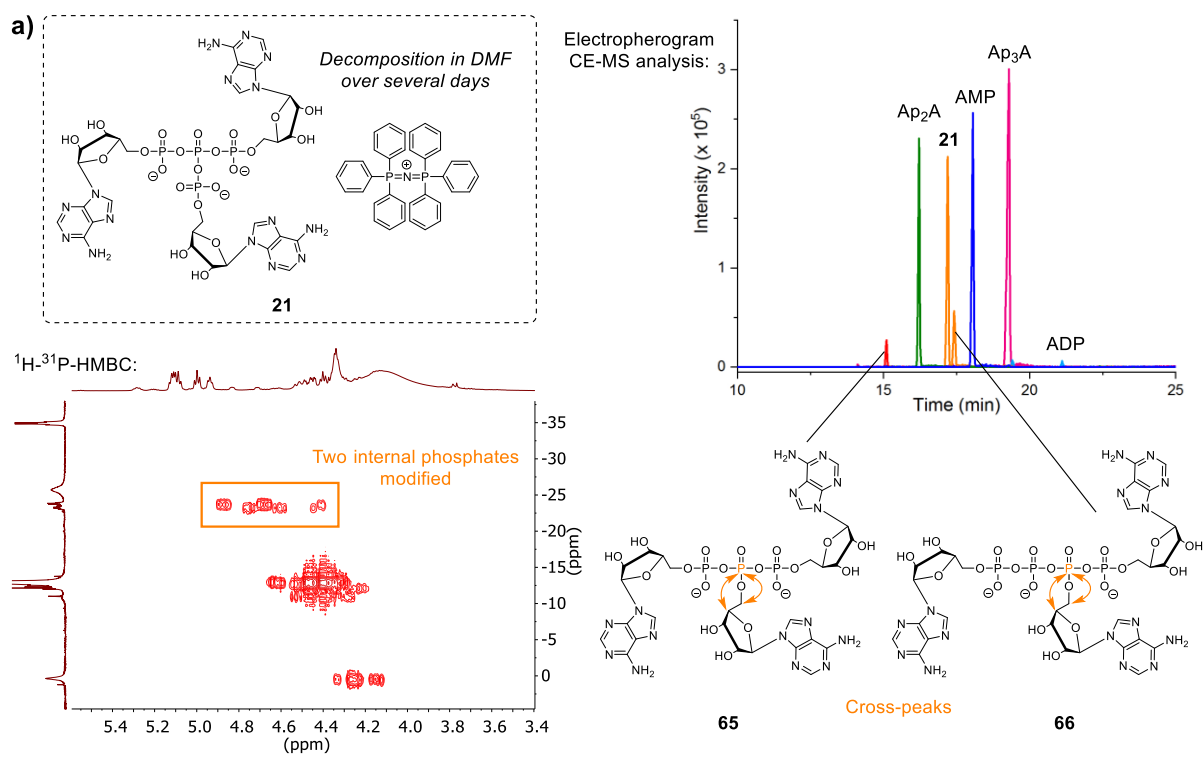 a)
Decomposition in DMF
over several days
21
Electropherogram
CE-MS analysis:
Intensity (x 10⁵)
3
2
1
0
10
15
20
25
Time (min)
Ap₂A
21
AMP
Ap₃A
ADP
¹H-³¹P-HMBC:
Two internal phosphates
modified
-35
-30
-25
-20
-15
-10
-5
0
(ppm)
5.4
5.2
5.0
4.8
4.6
4.4
4.2
4.0
3.8
3.6
3.4
(ppm)
65
Cross-peaks
66